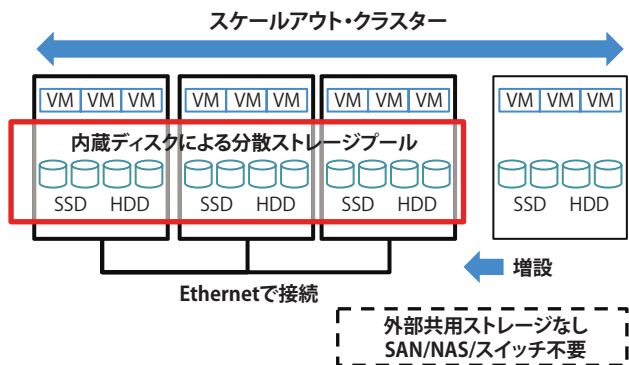 スケールアウト・クラスター
VM VM VM
VM VM VM
VM VM VM
VM VM VM
内蔵ディスクによる分散ストレージプール
SSD HDD
SSD HDD
SSD HDD
SSD HDD
増設
Ethernetで接続
外部共用ストレージなし
SAN/NAS/スイッチ不要